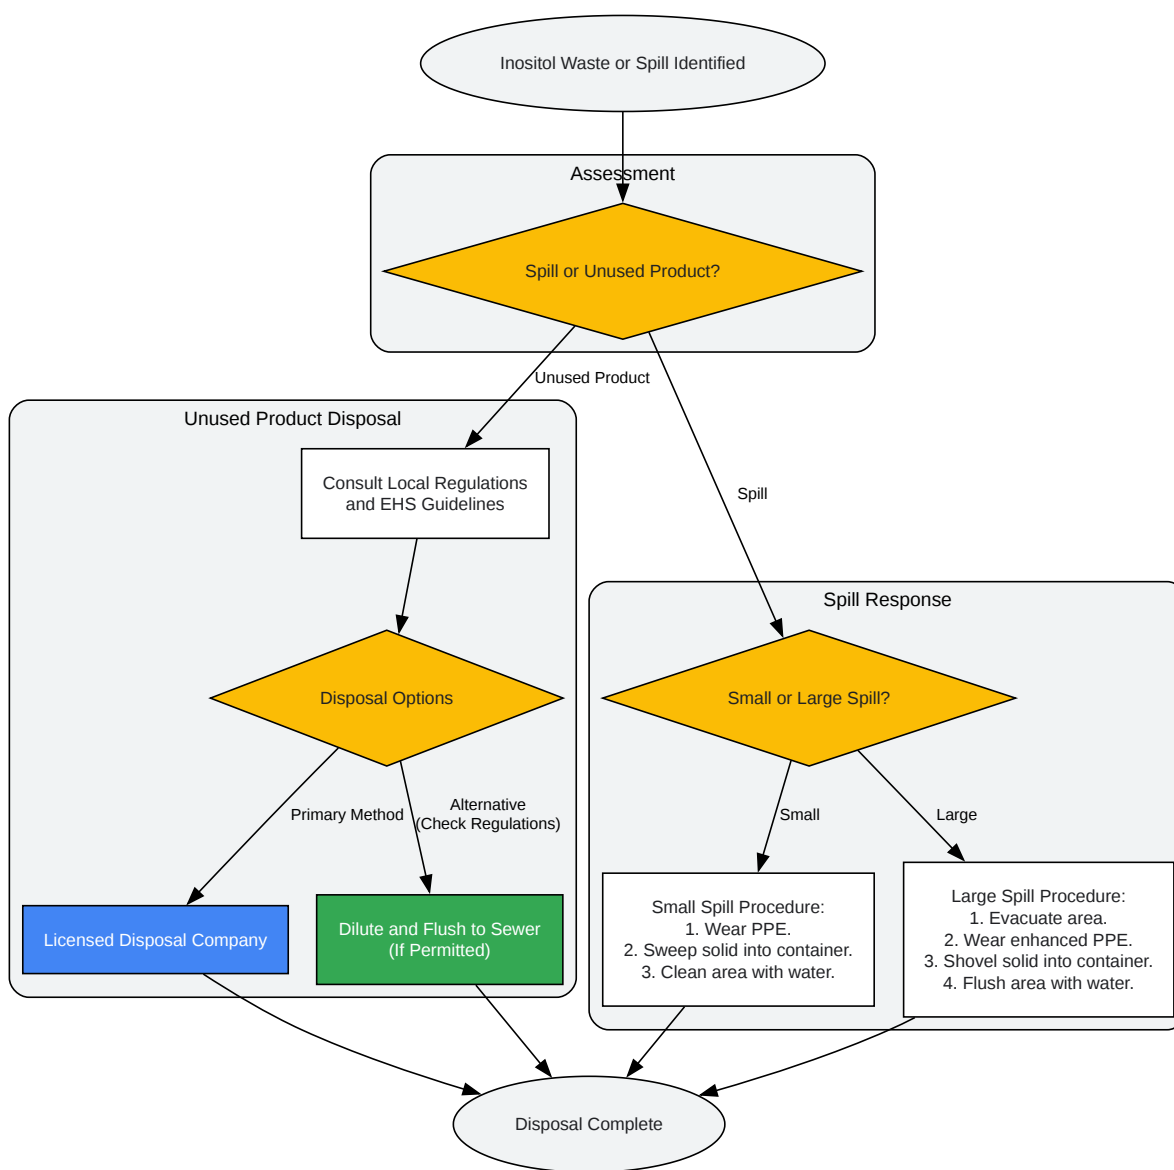 Inositol Waste or Spill Identified
Assessment
Spill or Unused Product?
Unused Product
Unused Product Disposal
Consult Local Regulations
and EHS Guidelines
Spill
Spill Response
Disposal Options
Small or Large Spill?
Primary Method
Alternative
(Check Regulations)
Small
Large
Licensed Disposal Company
Dilute and Flush to Sewer
(If Permitted)
Small Spill Procedure:
1. Wear PPE.
2. Sweep solid into container.
3. Clean area with water.
Large Spill Procedure:
1. Evacuate area.
2. Wear enhanced PPE.
3. Shovel solid into container.
4. Flush area with water.
Disposal Complete